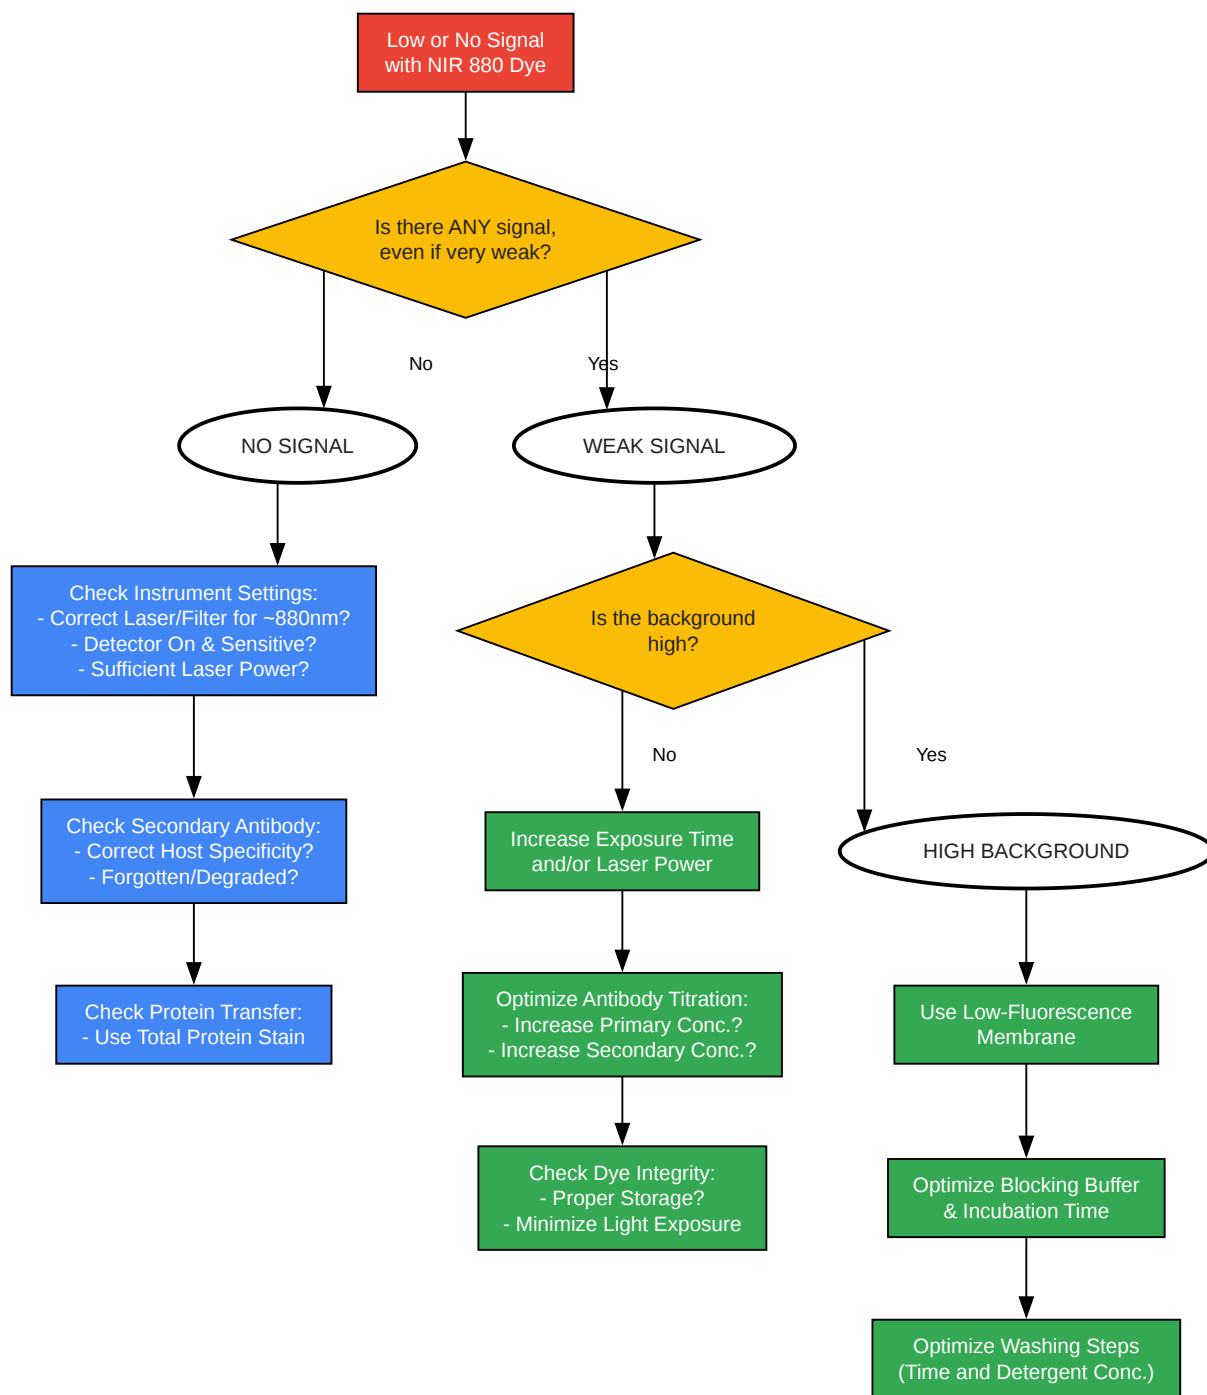 Low or No Signal
with NIR 880 Dye
Is there ANY signal,
even if very weak?
No
Yes
NO SIGNAL
WEAK SIGNAL
Check Instrument Settings:
- Correct Laser/Filter for ~880nm?
- Detector On & Sensitive?
- Sufficient Laser Power?
Is the background
high?
No
Yes
Check Secondary Antibody:
- Correct Host Specificity?
- Forgotten/Degraded?
Increase Exposure Time
and/or Laser Power
HIGH BACKGROUND
Check Protein Transfer:
- Use Total Protein Stain
Optimize Antibody Titration:
- Increase Primary Conc.?
- Increase Secondary Conc.?
Use Low-Fluorescence
Membrane
Check Dye Integrity:
- Proper Storage?
- Minimize Light Exposure
Optimize Blocking Buffer
& Incubation Time
Optimize Washing Steps
(Time and Detergent Conc.)